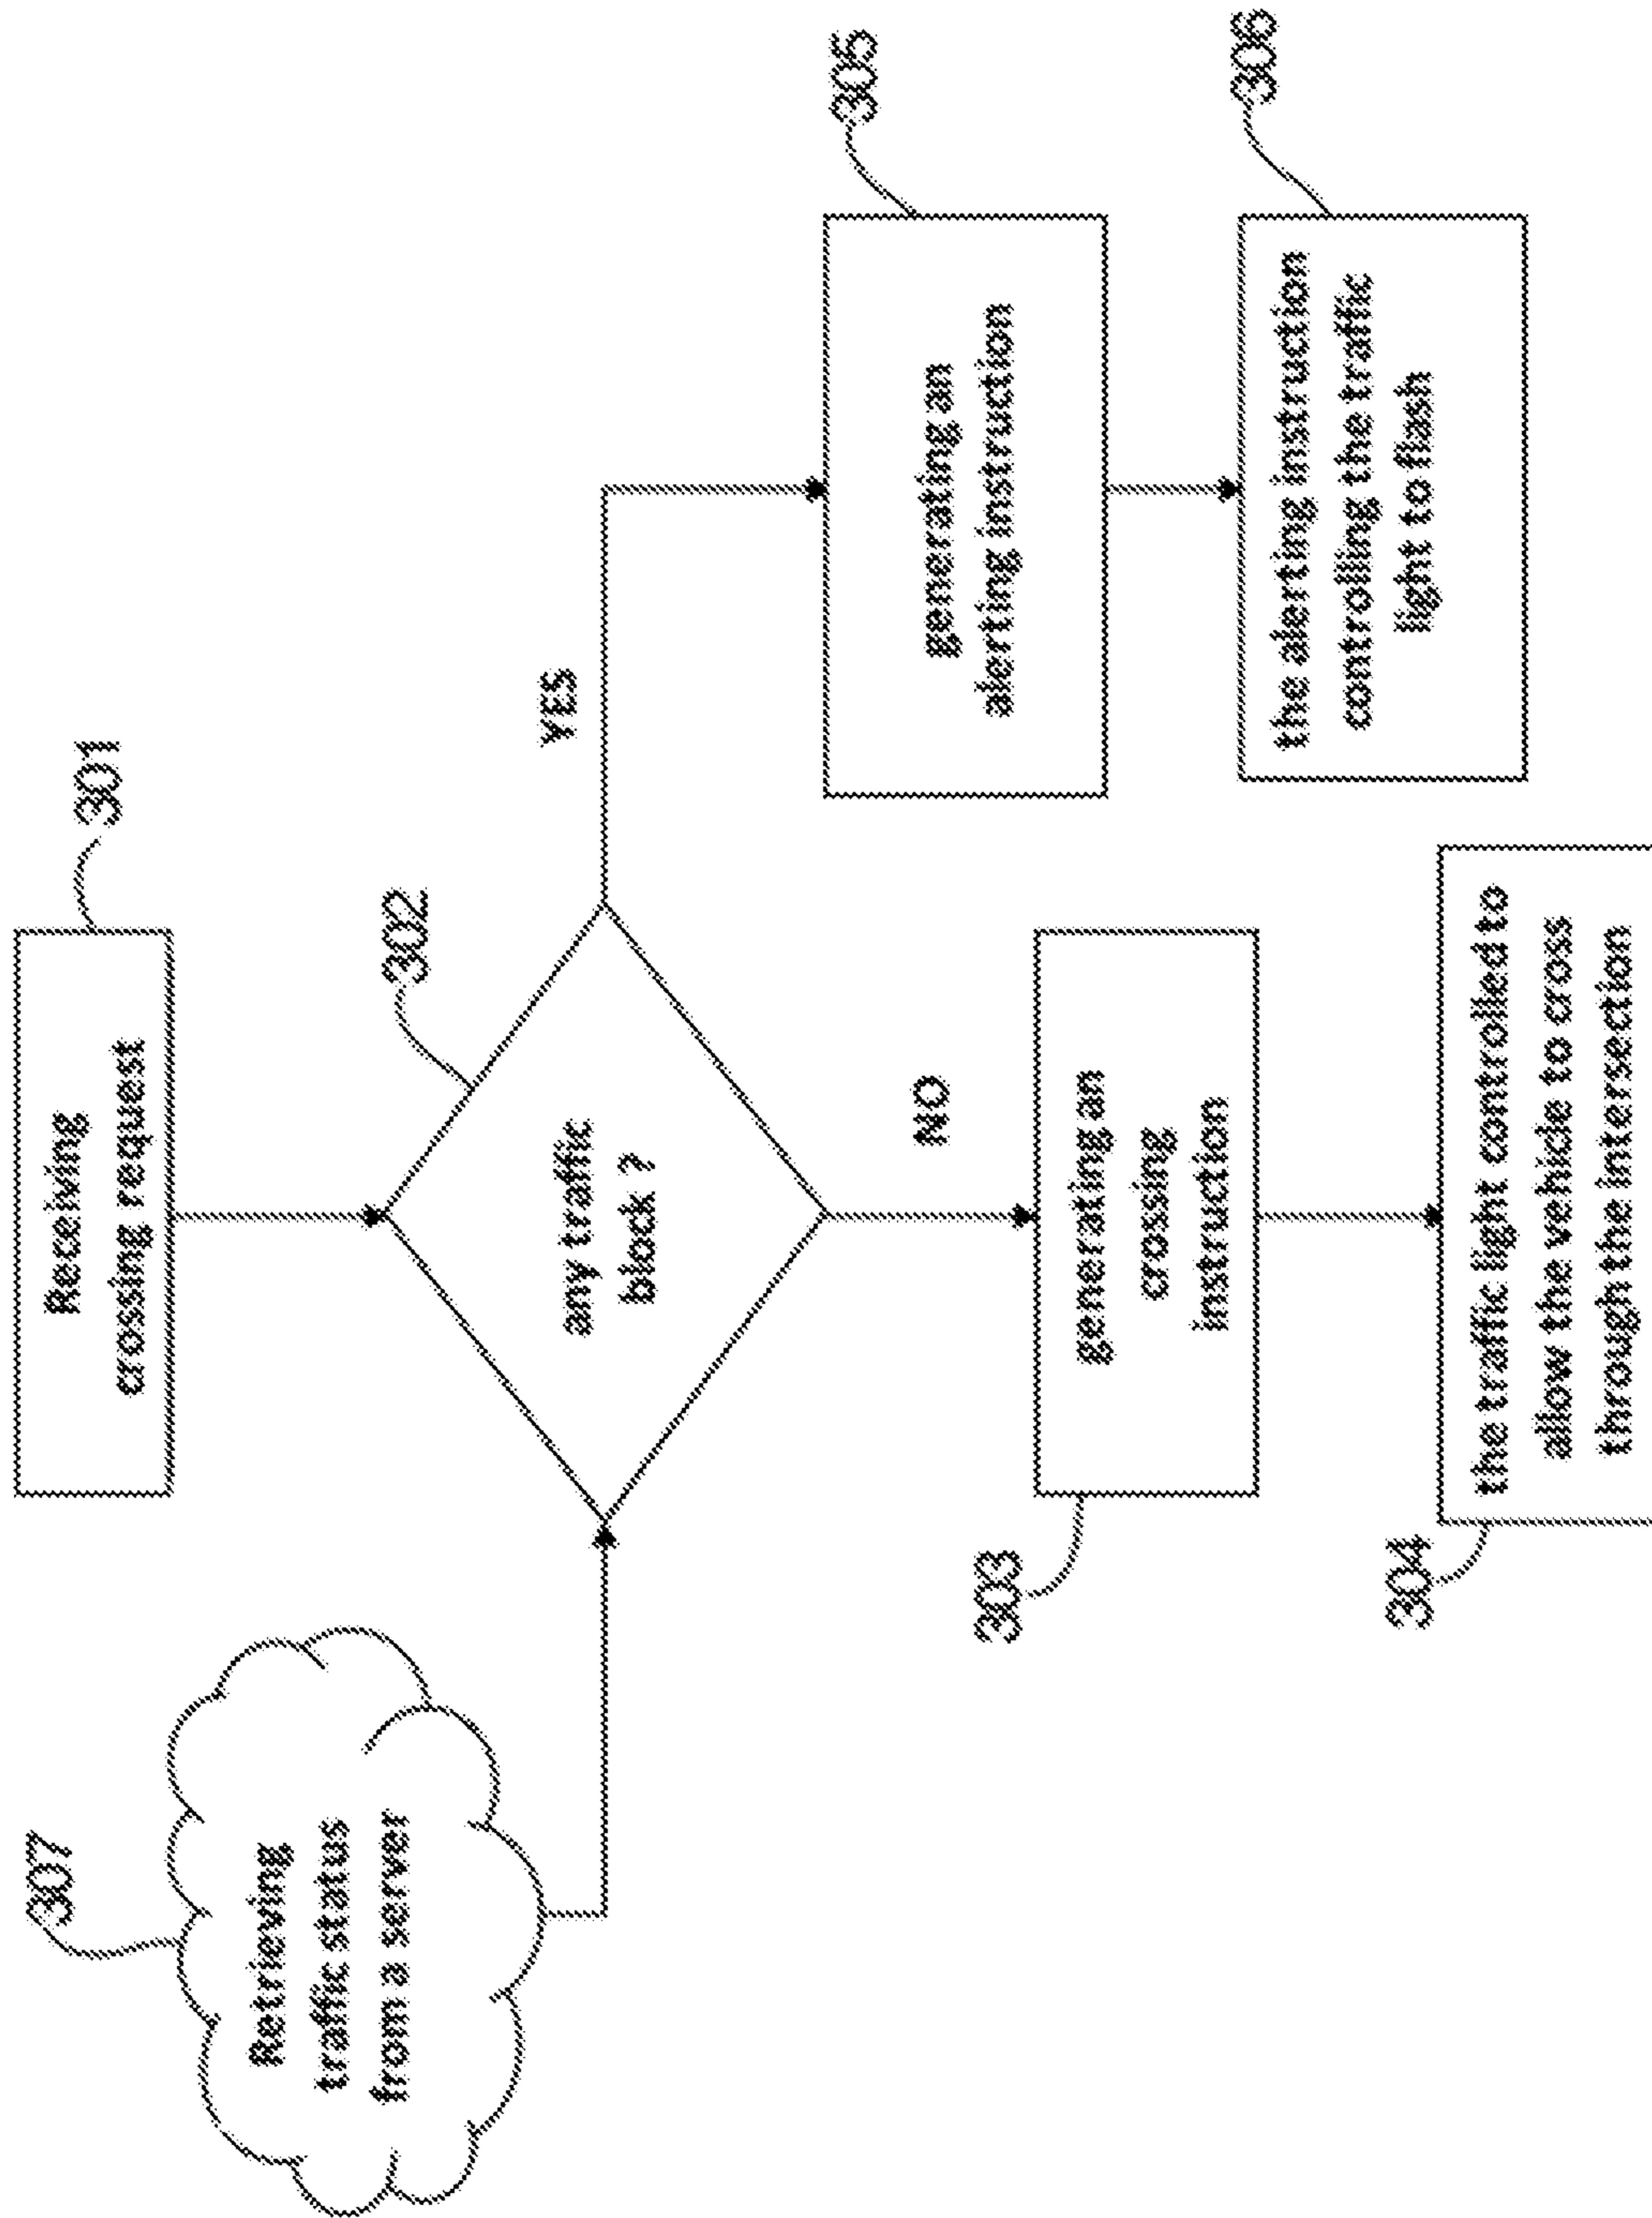 301
Receiving
crossing request
307
Retrieving
traffic status
from a server
302
any traffic
block ?
YES
NO
303
generating an
crossing
instruction
305
generating an
alerting instruction
304
the traffic light controlled to
allow the vehicle to cross
through the intersection
306
the alerting instruction
controlling the traffic
light to flash